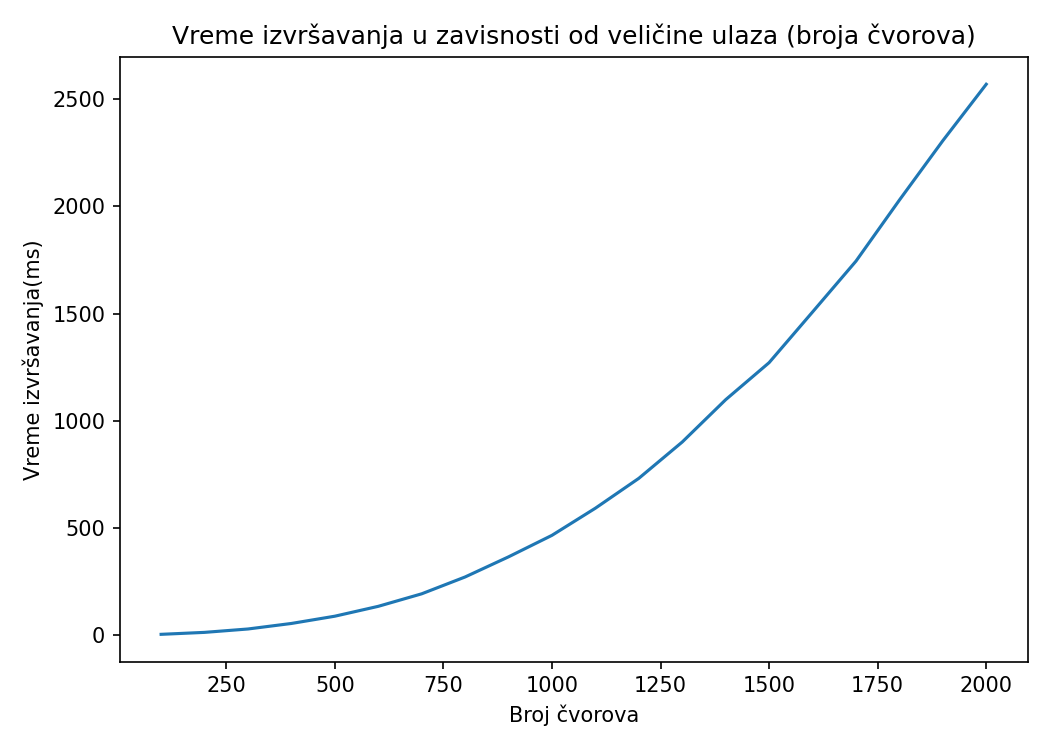 Vreme izvršavanja u zavisnosti od veličine ulaza (broja čvorova)
Vreme izvršavanja(ms)
2500
2000
1500
1000
500
0
250 500 750 1000 1250 1500 1750 2000
Broj čvorova